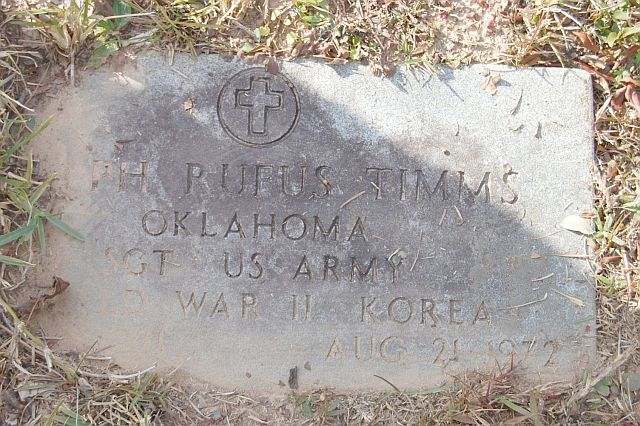 PH RUFUS TIMMS
OKLAHOMA
SGT US ARMY
D WAR II KOREA
AUG 21 1972